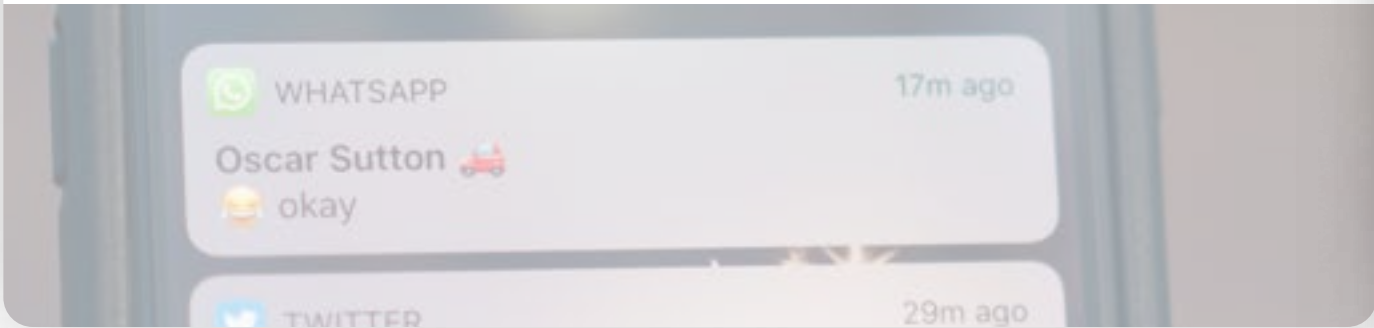 WHATSAPP 17m ago
Oscar Sutton 🛻
😂 okay
TWITTER 29m ago